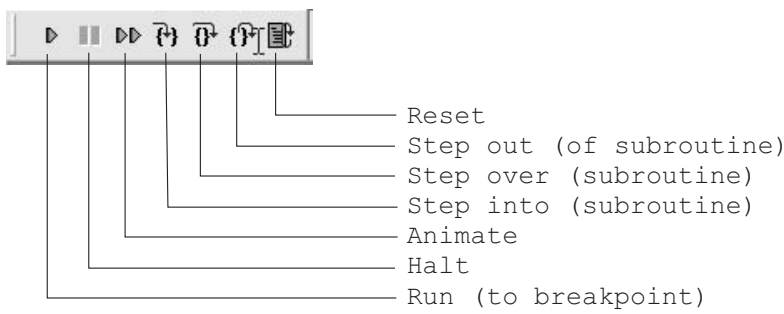 Reset
Step out (of subroutine)
Step over (subroutine)
Step into (subroutine)
Animate
Halt
Run (to breakpoint)